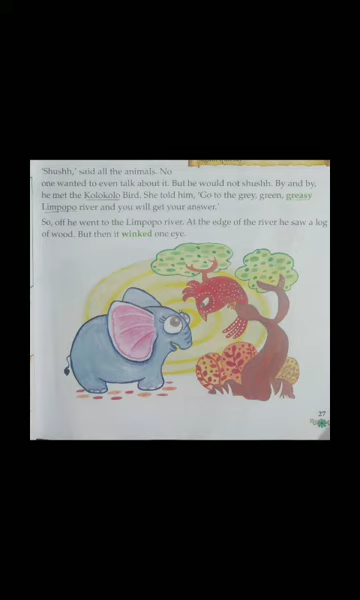 'Shushh,' said all the animals. No
one wanted to even talk about it. But he would not shushh. By and by,
he met the Kolokolo Bird. She told him, 'Go to the grey, green, greasy
Limpopo river and you will get your answer.'
So, off he went to the Limpopo river. At the edge of the river he saw a log
of wood. But then it winked one eye.
27